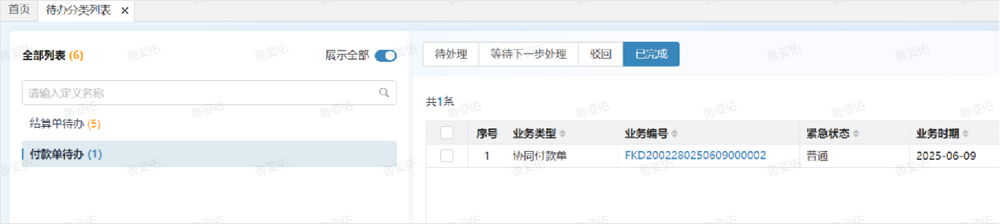 首页 待办分类列表 ×
全部列表 (6) 展示全部
请输入定义名称
结算单待办 (5)
付款单待办 (1)
待处理 等待下一步处理 驳回 已完成
共1条
序号 业务类型 业务编号 紧急状态 业务时期
1 协同付款单 FKD2002280250609000002 普通 2025-06-09
鲁姿佑